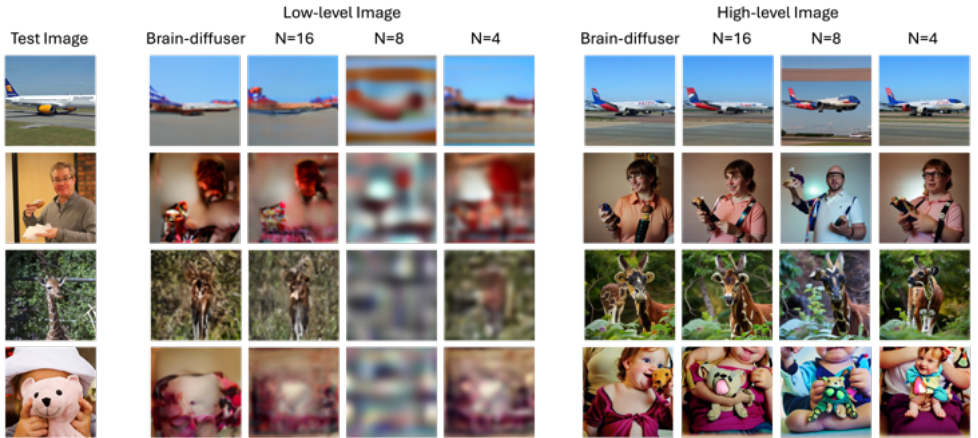 Low-level Image
High-level Image
Test Image
Brain-diffuser
N=16
N=8
N=4
Brain-diffuser
N=16
N=8
N=4